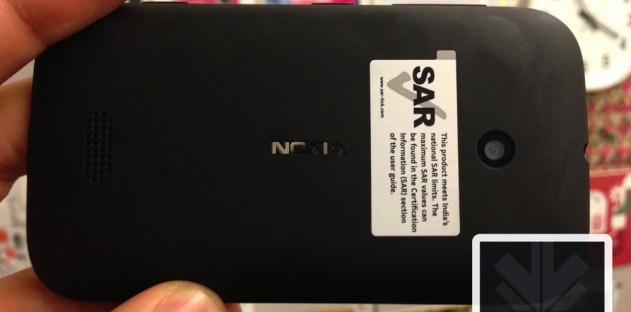 NOKIA
SAR
www.sar-tick.com
This product meets India's
national SAR limits. The
maximum SAR values can
be found in the Certification
Information (SAR) section
of the user guide.